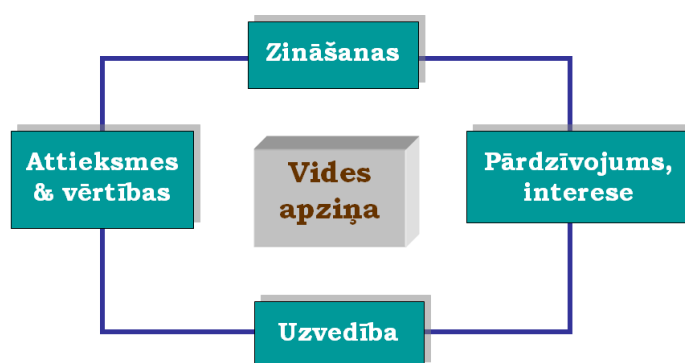 Zināšanas
Attieksmes
& vērtības
Vides
apziņa
Pārdzīvojums,
interese
Uzvedība